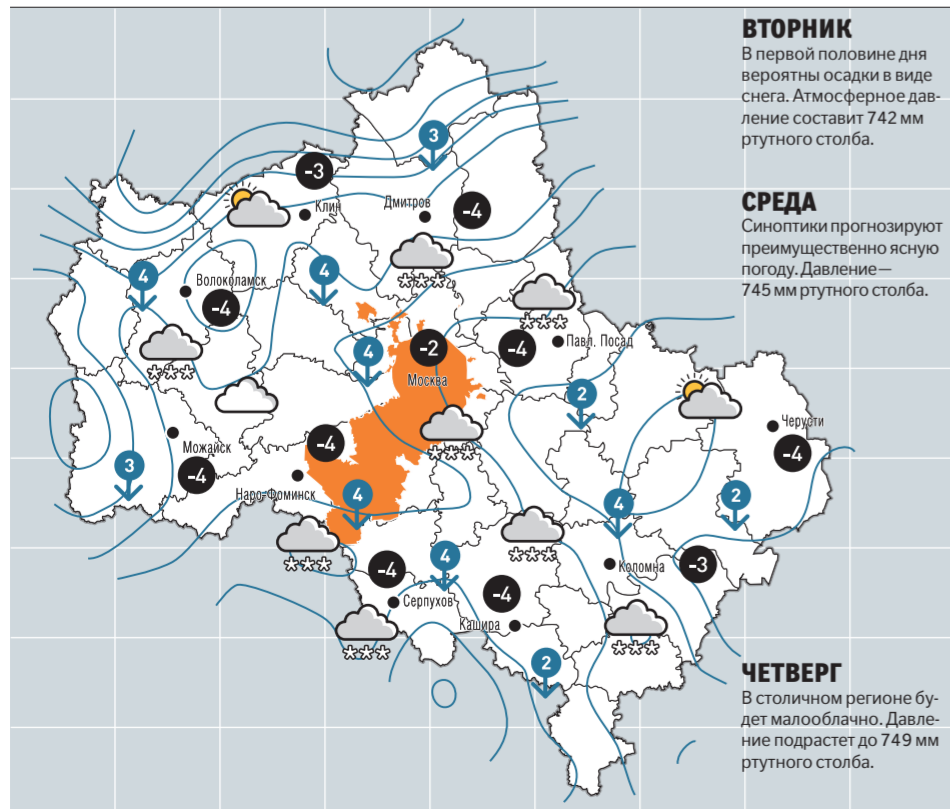 ВТОРНИК
В первой половине дня
вероятны осадки в виде
снега. Атмосферное дав-
ление составит 742 мм
ртутного столба.
СРЕДА
Синоптики прогнозируют
преимущественно ясную
погоду. Давление—
745 мм ртутного столба.
ЧЕТВЕРГ
В столичном регионе бу-
дет малооблачно. Давле-
ние подрастет до 749 мм
ртутного столба.
3
-3
Клин
Дмитров
-4
4
4
Волоколамск
-4
-4
Павл. Посад
4
-2
Москва
2
Черусти
-4
Можайск
-4
3
-4
Наро-Фоминск
4
4
2
4
Коломна
-3
-4
Серпухов
-4
Кашира
2